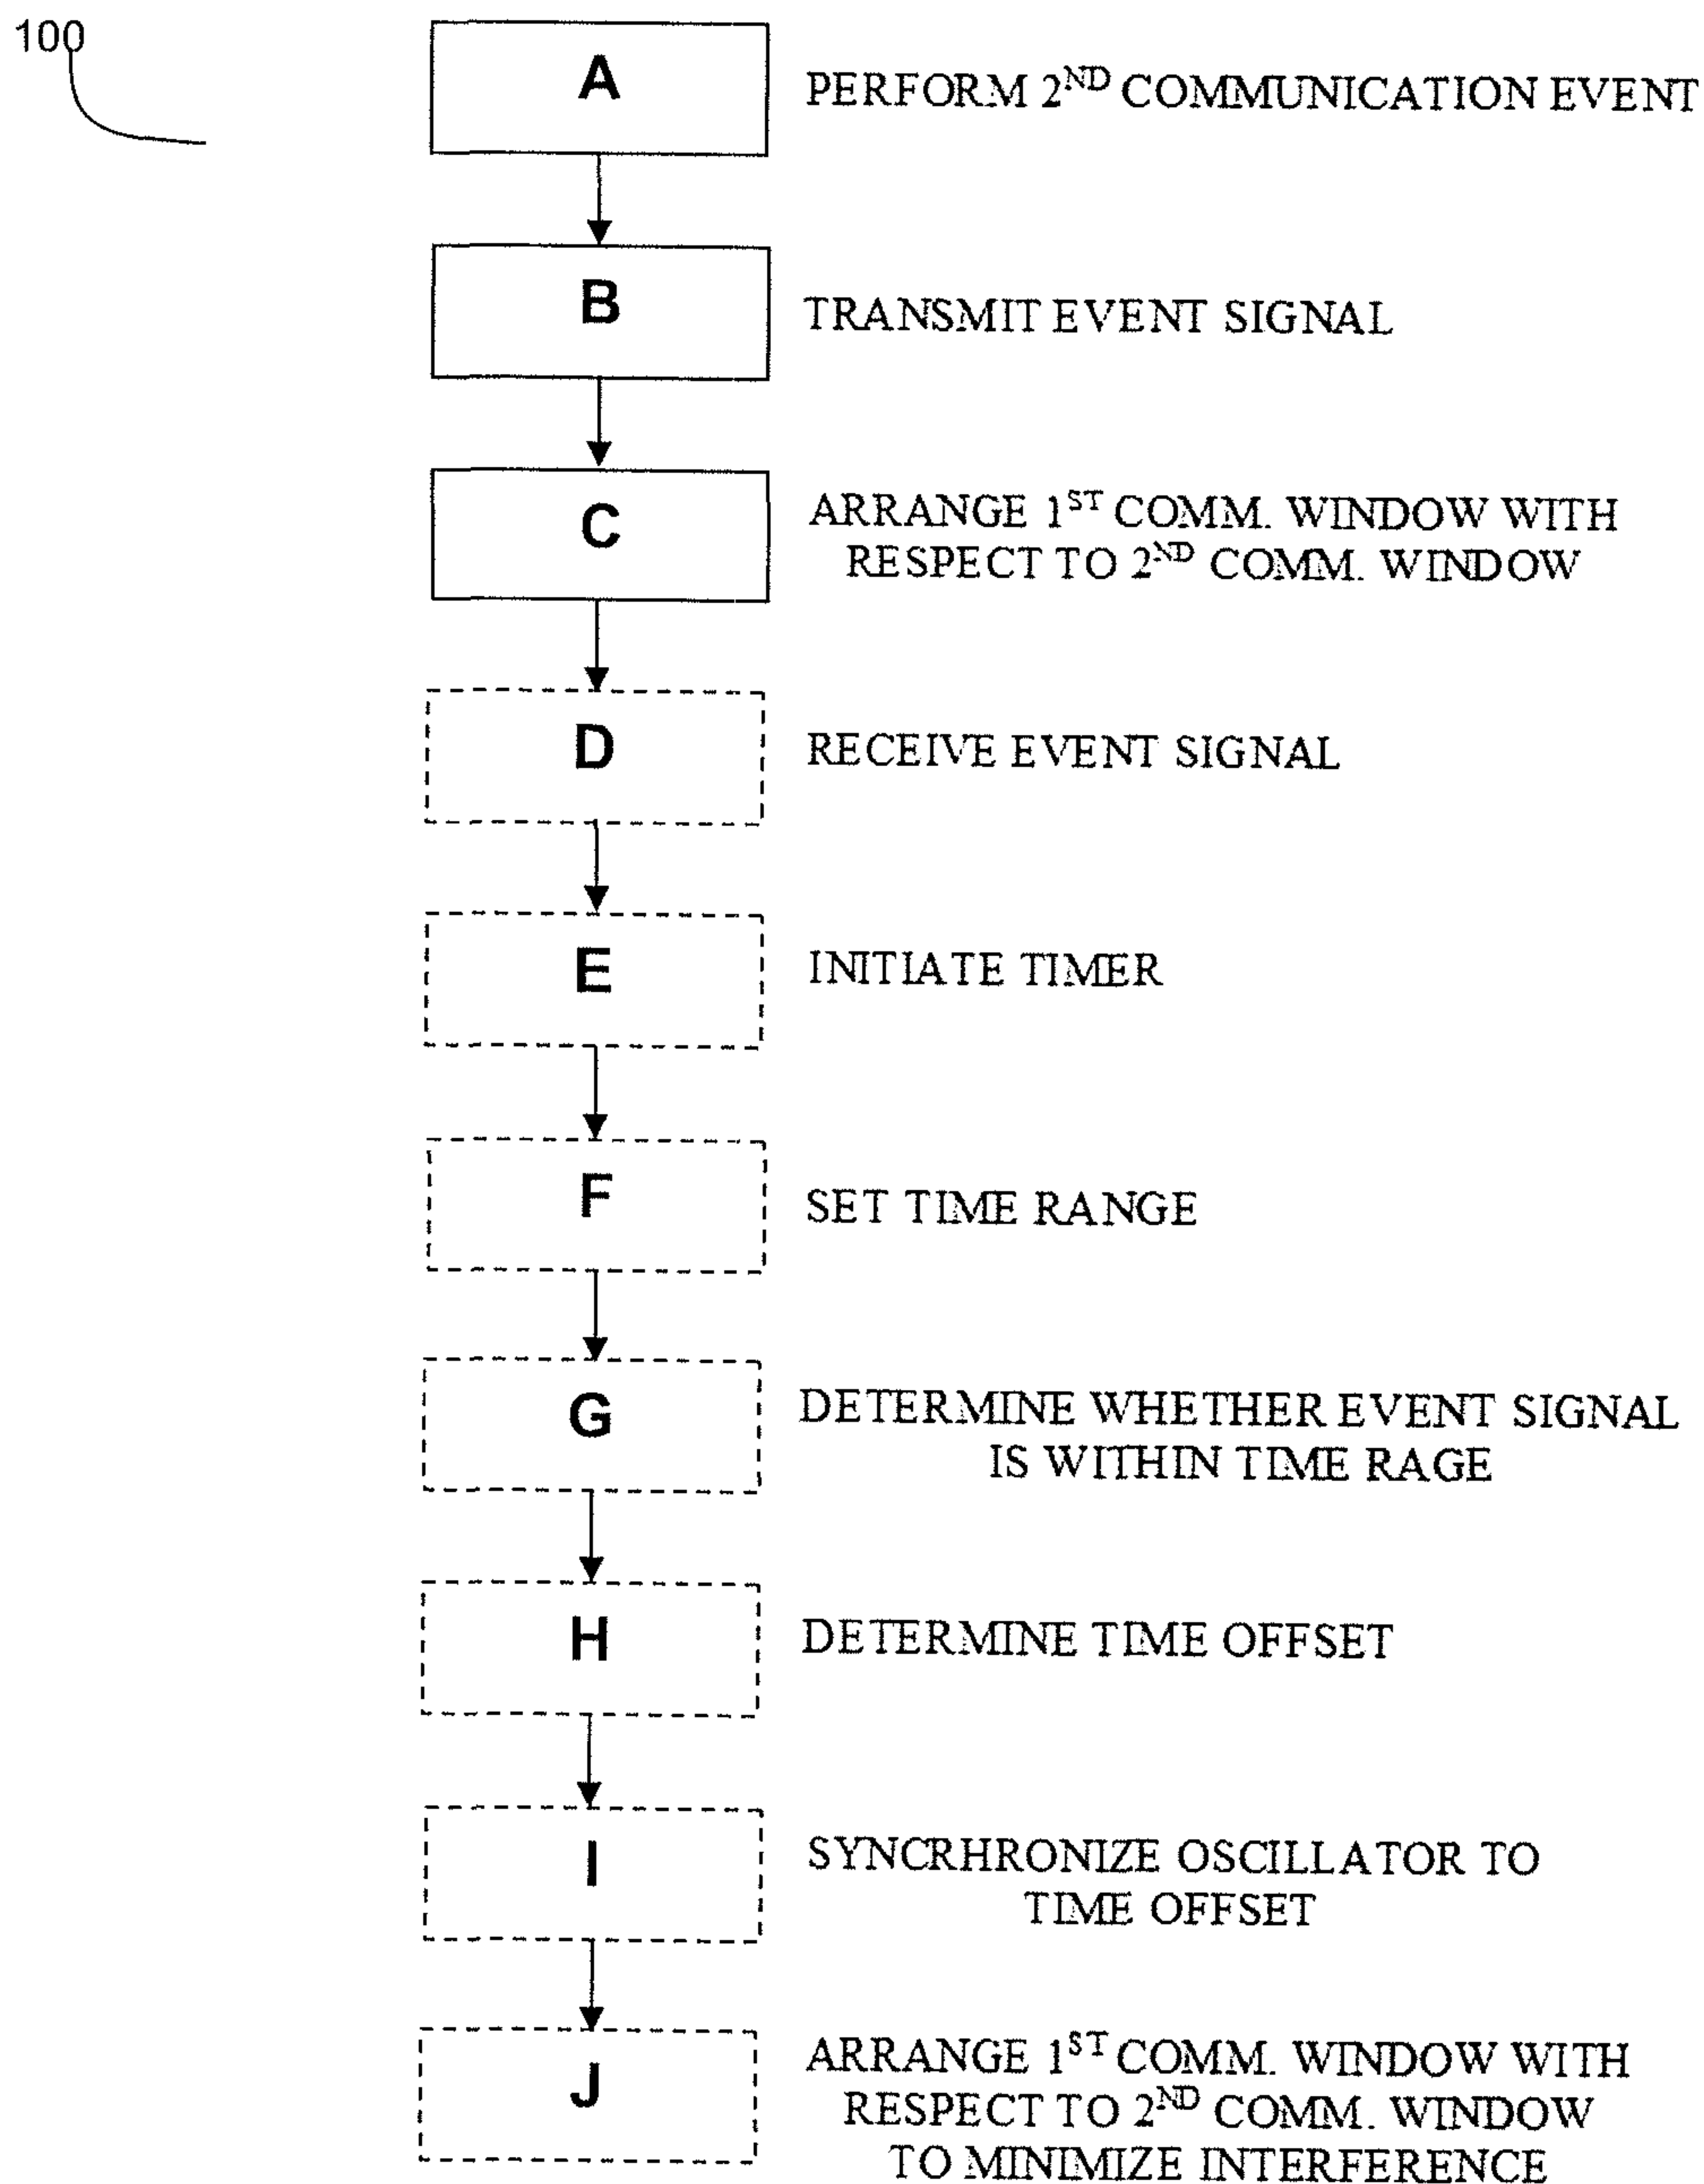 100
A
PERFORM 2ND COMMUNICATION EVENT
B
TRANSMIT EVENT SIGNAL
C
ARRANGE 1ST COMM. WINDOW WITH
RESPECT TO 2ND COMM. WINDOW
D
RECEIVE EVENT SIGNAL
E
INITIATE TIMER
F
SET TIME RANGE
G
DETERMINE WHETHER EVENT SIGNAL
IS WITHIN TIME RAGE
H
DETERMINE TIME OFFSET
I
SYNCRHRONIZE OSCILLATOR TO
TIME OFFSET
J
ARRANGE 1ST COMM. WINDOW WITH
RESPECT TO 2ND COMM. WINDOW
TO MINIMIZE INTERFERENCE